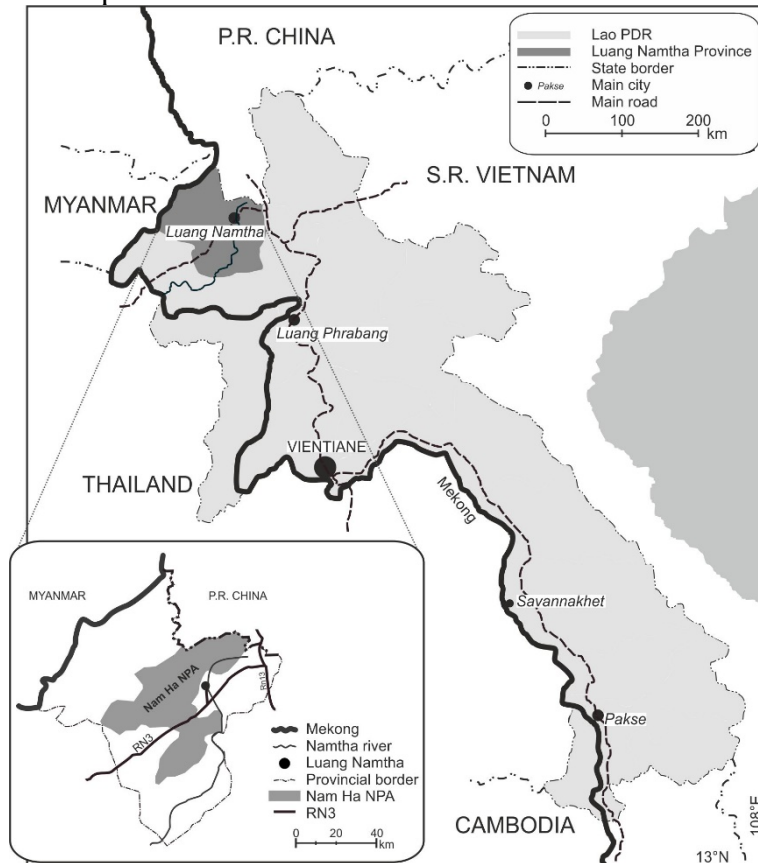 P.R. CHINA
Lao PDR
Luang Namtha Province
State border
Pakse Main city
Main road
0 100 200
km
MYANMAR
S.R. VIETNAM
Luang Namtha
Luang Phrabang
VIENTIANE
THAILAND
Mekong
Savannakhet
Pakse
CAMBODIA
108°E
13°N
MYANMAR
P.R. CHINA
Nam Ha NPA
Rn13
RN3
Mekong
Namtha river
Luang Namtha
Provincial border
Nam Ha NPA
RN3
0 20 40
km